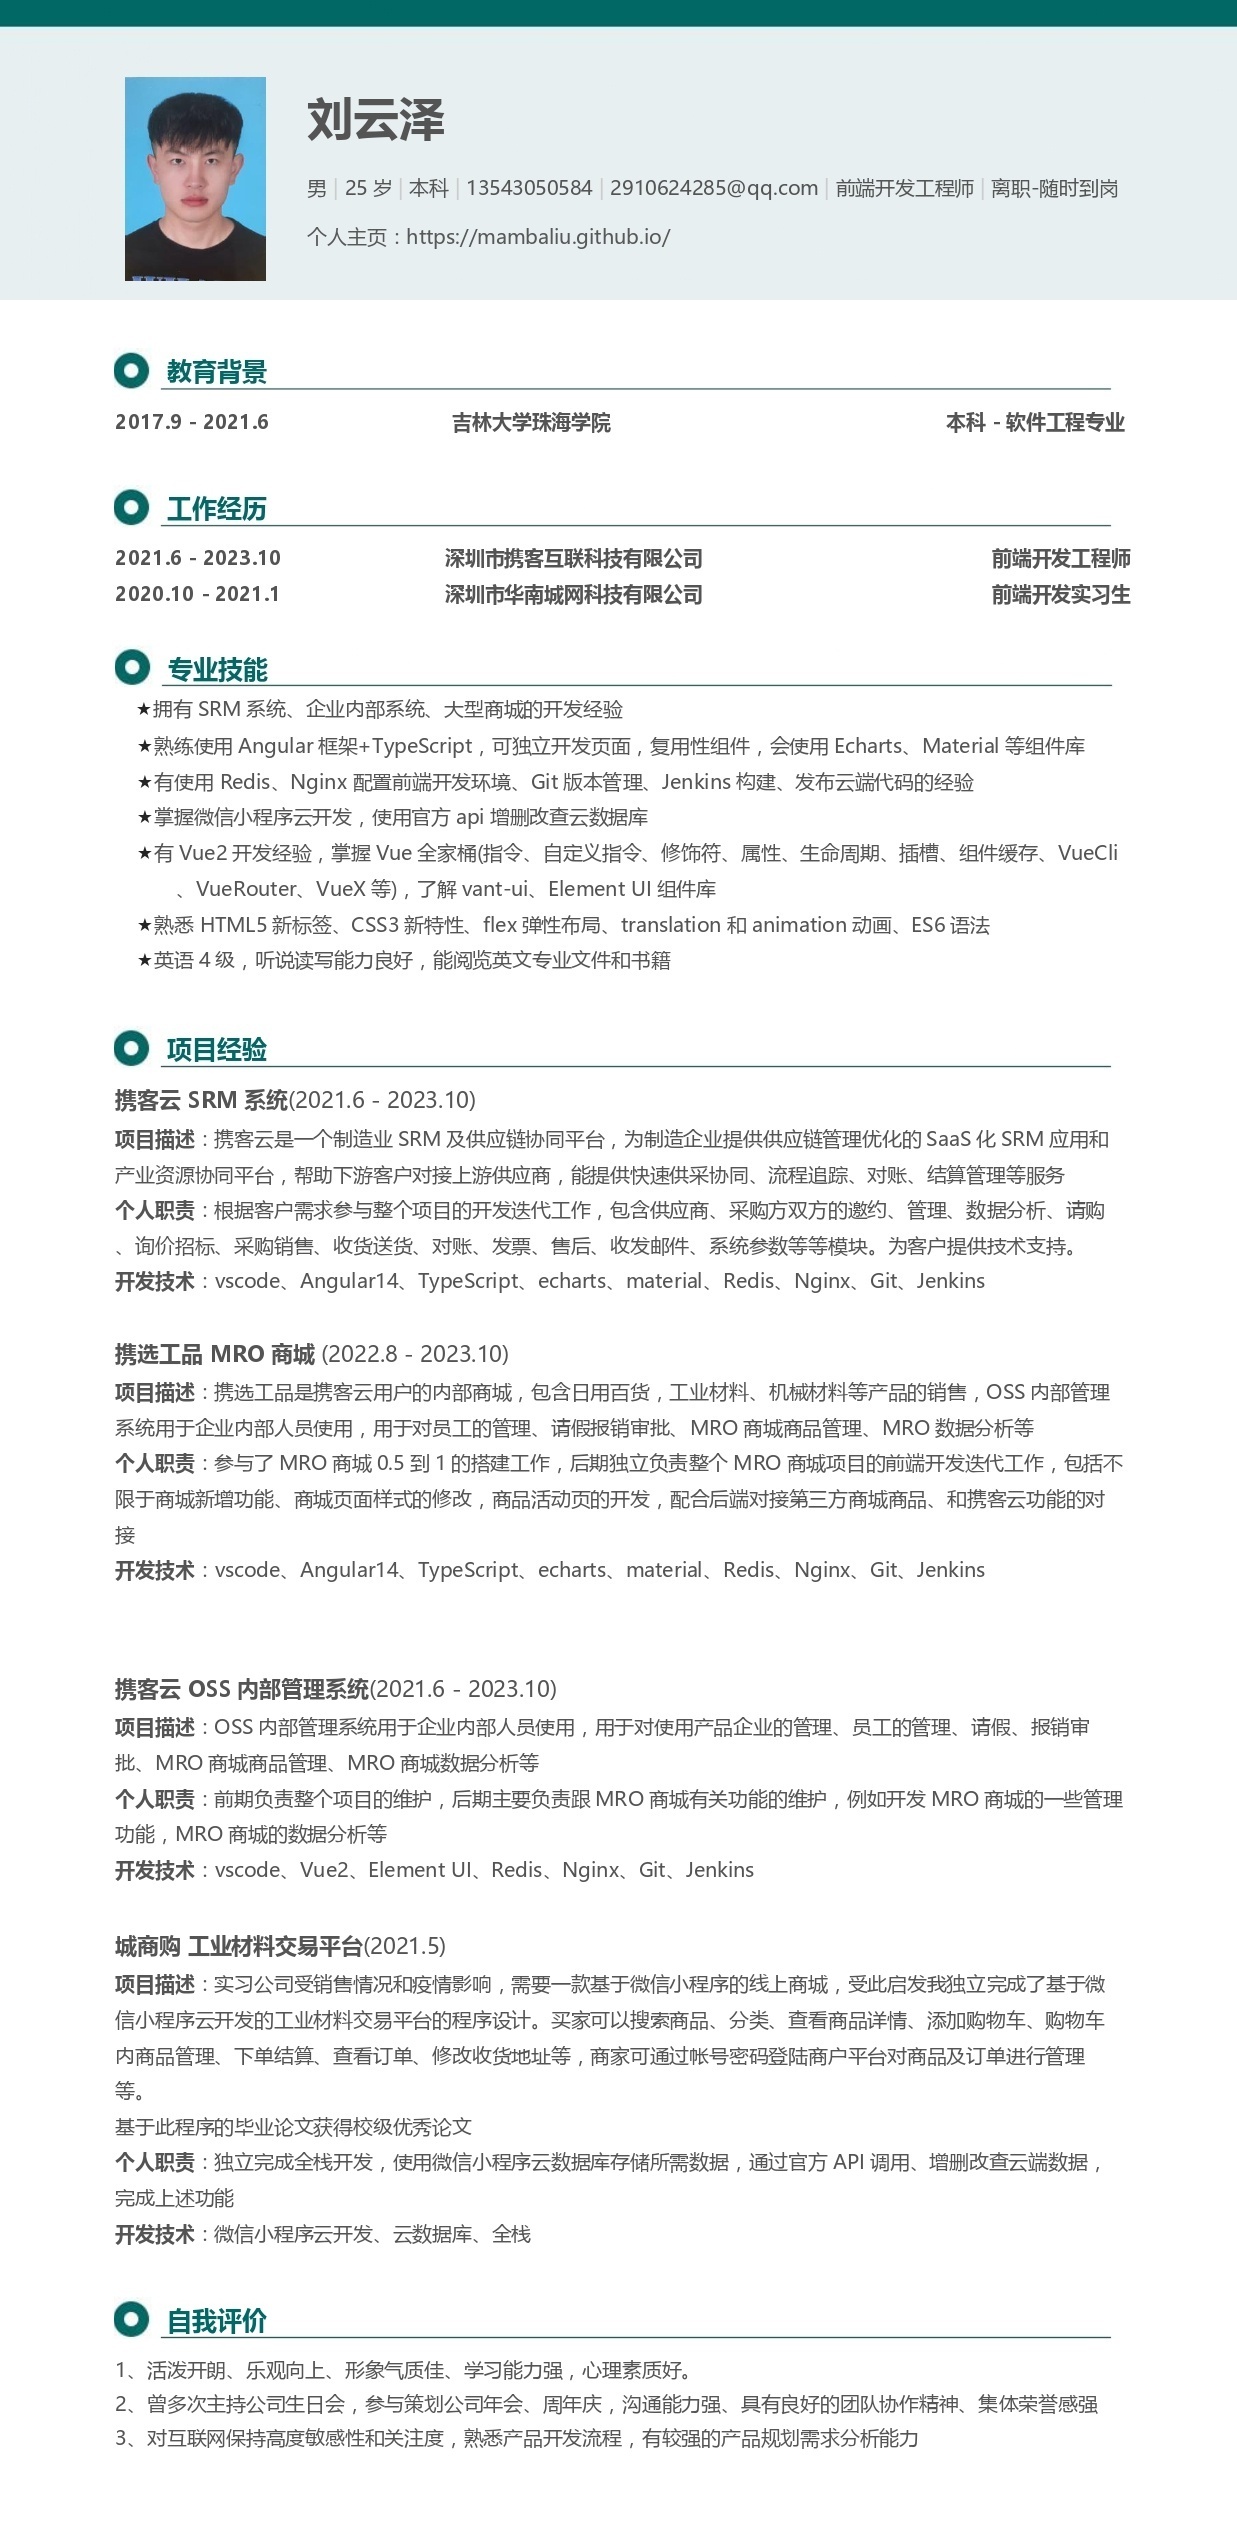 刘云泽
男 | 25 岁 | 本科 | 13543050584 | 2910624285@qq.com | 前端开发工程师 | 离职-随时到岗
个人主页：https://mambaliu.github.io/
教育背景
2017.9 - 2021.6 吉林大学珠海学院 本科 - 软件工程专业
工作经历
2021.6 - 2023.10 深圳市携客互联科技有限公司 前端开发工程师
2020.10 - 2021.1 深圳市华南城网科技有限公司 前端开发实习生
专业技能
★拥有 SRM 系统、企业内部系统、大型商城的开发经验
★熟练使用 Angular 框架+TypeScript，可独立开发页面，复用性组件，会使用 Echarts、Material 等组件库
★有使用 Redis、Nginx 配置前端开发环境、Git 版本管理、Jenkins 构建、发布云端代码的经验
★掌握微信小程序云开发，使用官方 api 增删改查云数据库
★有 Vue2 开发经验，掌握 Vue 全家桶(指令、自定义指令、修饰符、属性、生命周期、插槽、组件缓存、VueCli
、VueRouter、VueX 等)，了解 vant-ui、Element UI 组件库
★熟悉 HTML5 新标签、CSS3 新特性、flex 弹性布局、translation 和 animation 动画、ES6 语法
★英语 4 级，听说读写能力良好，能阅览英文专业文件和书籍
项目经验
携客云 SRM 系统(2021.6 - 2023.10)
项目描述：携客云是一个制造业 SRM 及供应链协同平台，为制造企业提供供应链管理优化的 SaaS 化 SRM 应用和
产业资源协同平台，帮助下游客户对接上游供应商，能提供快速供采协同、流程追踪、对账、结算管理等服务
个人职责：根据客户需求参与整个项目的开发迭代工作，包含供应商、采购方双方的邀约、管理、数据分析、请购
、询价招标、采购销售、收货送货、对账、发票、售后、收发邮件、系统参数等等模块。为客户提供技术支持。
开发技术：vscode、Angular14、TypeScript、echarts、material、Redis、Nginx、Git、Jenkins
携选工品 MRO 商城 (2022.8 - 2023.10)
项目描述：携选工品是携客云用户的内部商城，包含日用百货，工业材料、机械材料等产品的销售，OSS 内部管理
系统用于企业内部人员使用，用于对员工的管理、请假报销审批、MRO 商城商品管理、MRO 数据分析等
个人职责：参与了 MRO 商城 0.5 到 1 的搭建工作，后期独立负责整个 MRO 商城项目的前端开发迭代工作，包括不
限于商城新增功能、商城页面样式的修改，商品活动页的开发，配合后端对接第三方商城商品、和携客云功能的对
接
开发技术：vscode、Angular14、TypeScript、echarts、material、Redis、Nginx、Git、Jenkins
携客云 OSS 内部管理系统(2021.6 - 2023.10)
项目描述：OSS 内部管理系统用于企业内部人员使用，用于对使用产品企业的管理、员工的管理、请假、报销审
批、MRO 商城商品管理、MRO 商城数据分析等
个人职责：前期负责整个项目的维护，后期主要负责跟 MRO 商城有关功能的维护，例如开发 MRO 商城的一些管理
功能，MRO 商城的数据分析等
开发技术：vscode、Vue2、Element UI、Redis、Nginx、Git、Jenkins
城商购 工业材料交易平台(2021.5)
项目描述：实习公司受销售情况和疫情影响，需要一款基于微信小程序的线上商城，受此启发我独立完成了基于微
信小程序云开发的工业材料交易平台的程序设计。买家可以搜索商品、分类、查看商品详情、添加购物车、购物车
内商品管理、下单结算、查看订单、修改收货地址等，商家可通过帐号密码登陆商户平台对商品及订单进行管理
等。
基于此程序的毕业论文获得校级优秀论文
个人职责：独立完成全栈开发，使用微信小程序云数据库存储所需数据，通过官方 API 调用、增删改查云端数据，
完成上述功能
开发技术：微信小程序云开发、云数据库、全栈
自我评价
1、活泼开朗、乐观向上、形象气质佳、学习能力强，心理素质好。
2、曾多次主持公司生日会，参与策划公司年会、周年庆，沟通能力强、具有良好的团队协作精神、集体荣誉感强
3、对互联网保持高度敏感性和关注度，熟悉产品开发流程，有较强的产品规划需求分析能力